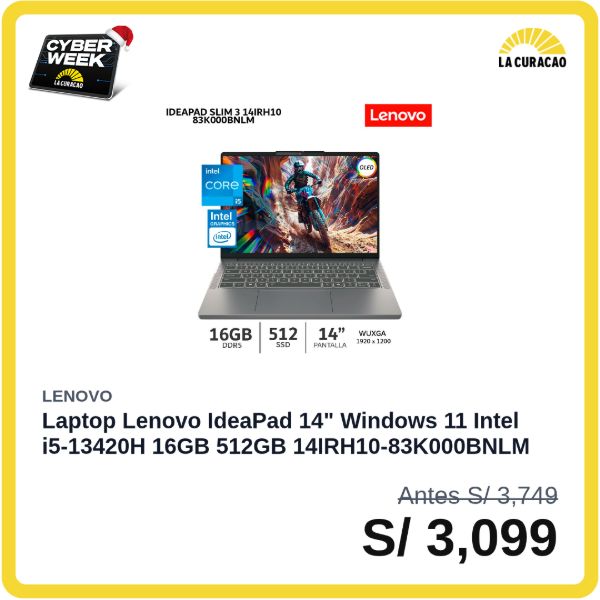 CYBER
WEEK
LA CURACAO
LA CURACAO
IDEAPAD SLIM 3 14IRH10
83K000BNLM
Lenovo
OLED
intel
CORE
i5
Intel
GRAPHICS
intel
16GB
DDR5
512
SSD
14”
PANTALLA
WUXGA
1920 x 1200
LENOVO
Laptop Lenovo IdeaPad 14" Windows 11 Intel
i5-13420H 16GB 512GB 14IRH10-83K000BNLM
Antes S/ 3,749
S/ 3,099